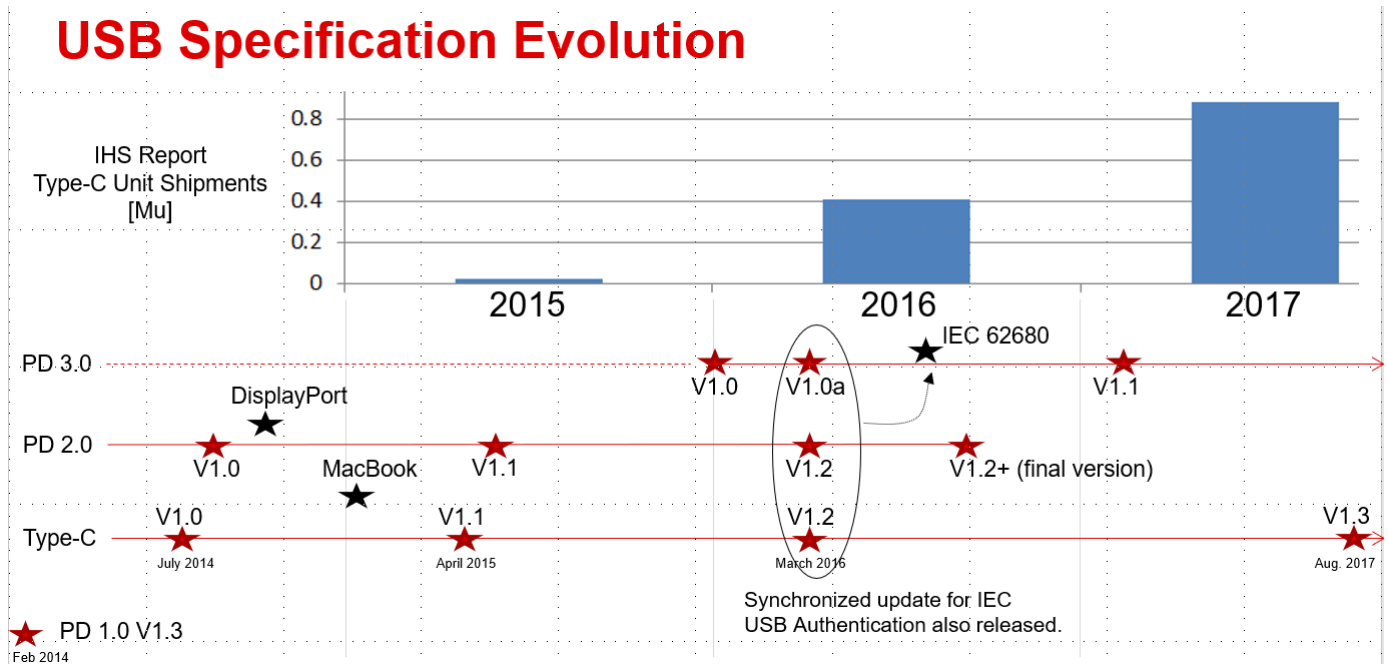 USB Specification Evolution
IHS Report
Type-C Unit Shipments
[Mu]
0.8
0.6
0.4
0.2
0
2015
2016
2017
PD 3.0
V1.0
V1.0a
IEC 62680
V1.1
DisplayPort
PD 2.0
V1.0
V1.1
V1.2
V1.2+ (final version)
MacBook
Type-C
V1.0
July 2014
V1.1
April 2015
V1.2
March 2016
V1.3
Aug. 2017
Synchronized update for IEC
USB Authentication also released.
PD 1.0 V1.3
Feb 2014